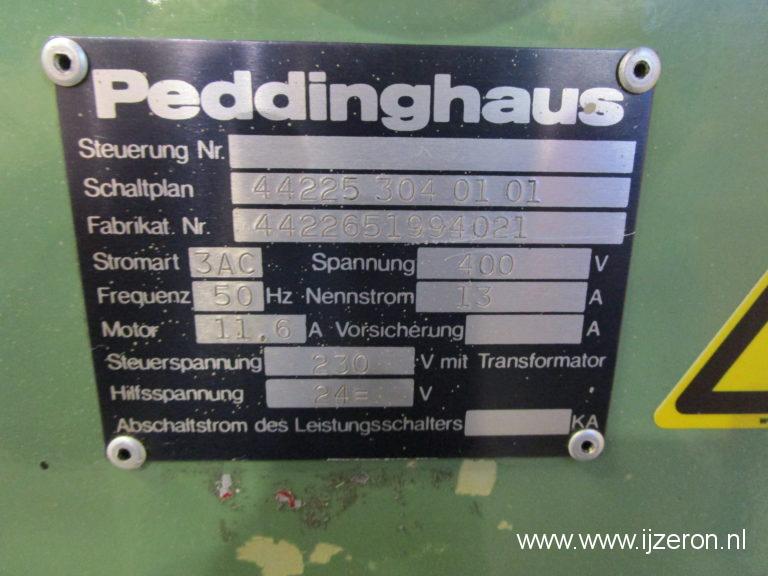 Peddinghaus
Steuerung Nr.
Schaltplan 44225 304 01 01
Fabrikat. Nr. 4422651994021
Stromart 3AC Spannung 400 V
Frequenz 50 Hz Nennstrom 13 A
Motor 11,6 A Vorsicherung A
Steuerspannung 230 V mit Transformator
Hilfsspannung 24= V
Abschaltstrom des Leistungsschalters KA
www.ijzeron.nl